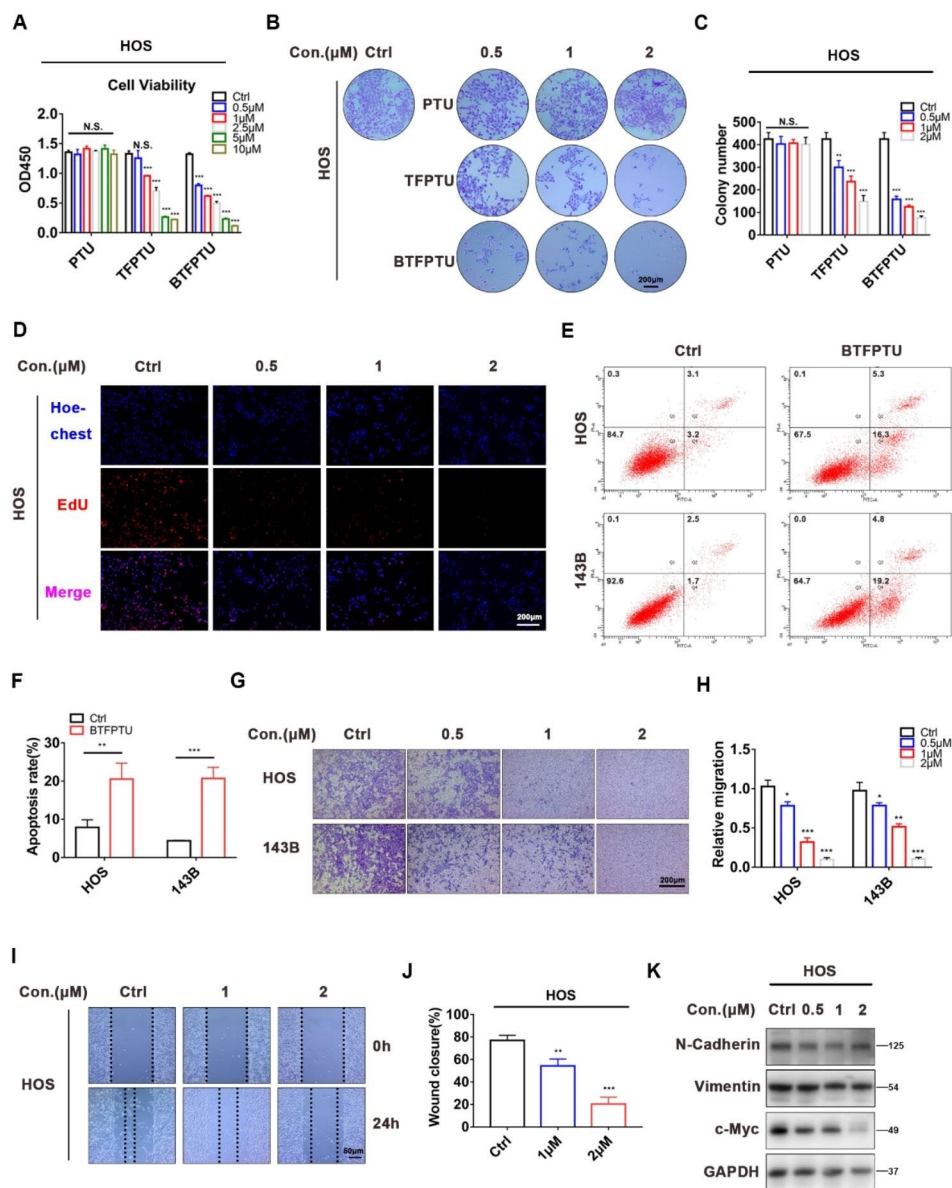 A
HOS
Cell Viability
Ctrl
0.5μM
1μM
2.5μM
5μM
10μM
OD450
2.0
1.5
1.0
0.5
0.0
N.S.
N.S.
***
***
***
***
***
***
***
***
***
PTU
TFPTU
BTFPTU
B
Con.(μM) Ctrl 0.5 1 2
HOS
PTU
TFPTU
BTFPTU
200μm
C
HOS
Ctrl
0.5μM
1μM
2μM
Colony number
400
300
200
100
0
N.S.
**
***
***
***
***
***
PTU
TFPTU
BTFPTU
D
Con.(μM) Ctrl 0.5 1 2
HOS
Hoe-
chest
EdU
Merge
200μm
E
Ctrl BTFPTU
HOS
0.3 3.1
84.7 3.2
0.1 5.3
67.5 16.3
FITC-A FITC-A
143B
0.1 2.5
92.6 1.7
0.0 4.8
64.7 19.2
FITC-A FITC-A
F
Ctrl
BTFPTU
Apoptosis rate(%)
30
20
10
0
**
***
HOS
143B
G
Con.(μM) Ctrl 0.5 1 2
HOS
143B
200μm
H
Ctrl
0.5μM
1μM
2μM
Relative migration
1.5
1.0
0.5
0.0
*
***
***
*
**
***
HOS
143B
I
Con.(μM) Ctrl 1 2
HOS
0h
24h
50μm
J
HOS
Wound closure(%)
100
80
60
40
20
0
**
***
Ctrl
1μM
2μM
K
HOS
Con.(μM) Ctrl 0.5 1 2
N-Cadherin 125
Vimentin 54
c-Myc 49
GAPDH 37